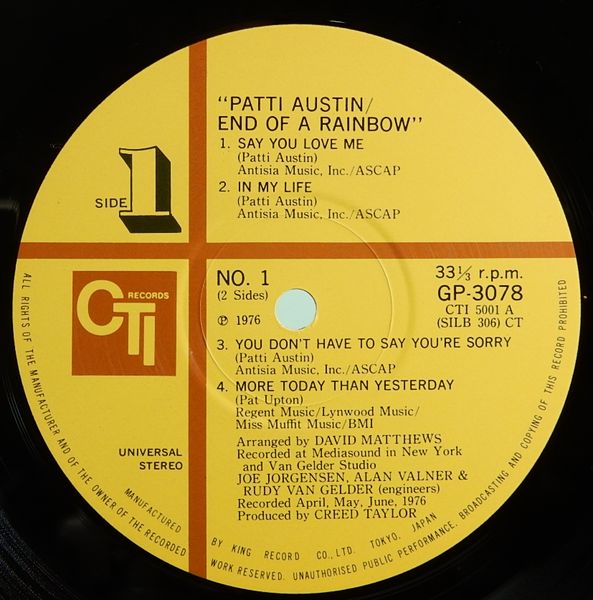 "PATTI AUSTIN/
END OF A RAINBOW"
1. SAY YOU LOVE ME
(Patti Austin)
Antisia Music, Inc./ASCAP
2. IN MY LIFE
(Patti Austin)
Antisia Music, Inc./ASCAP
SIDE 1
CTI RECORDS
NO. 1
(2 Sides)
℗ 1976
33⅓ r.p.m.
GP-3078
CTI 5001 A
(SILB 306) CT
3. YOU DON'T HAVE TO SAY YOU'RE SORRY
(Patti Austin)
Antisia Music, Inc./ASCAP
4. MORE TODAY THAN YESTERDAY
(Pat Upton)
Regent Music/Lynwood Music/
Miss Muffit Music/BMI
Arranged by DAVID MATTHEWS
Recorded at Mediasound in New York
and Van Gelder Studio
JOE JORGENSEN, ALAN VALNER &
RUDY VAN GELDER (engineers)
Recorded April, May, June, 1976
Produced by CREED TAYLOR
UNIVERSAL
STEREO
MANUFACTURED BY KING RECORD CO., LTD. TOKYO, JAPAN
ALL RIGHTS OF THE MANUFACTURER AND OF THE OWNER OF THE RECORDED WORK RESERVED. UNAUTHORISED PUBLIC PERFORMANCE, BROADCASTING AND COPYING OF THIS RECORD PROHIBITED